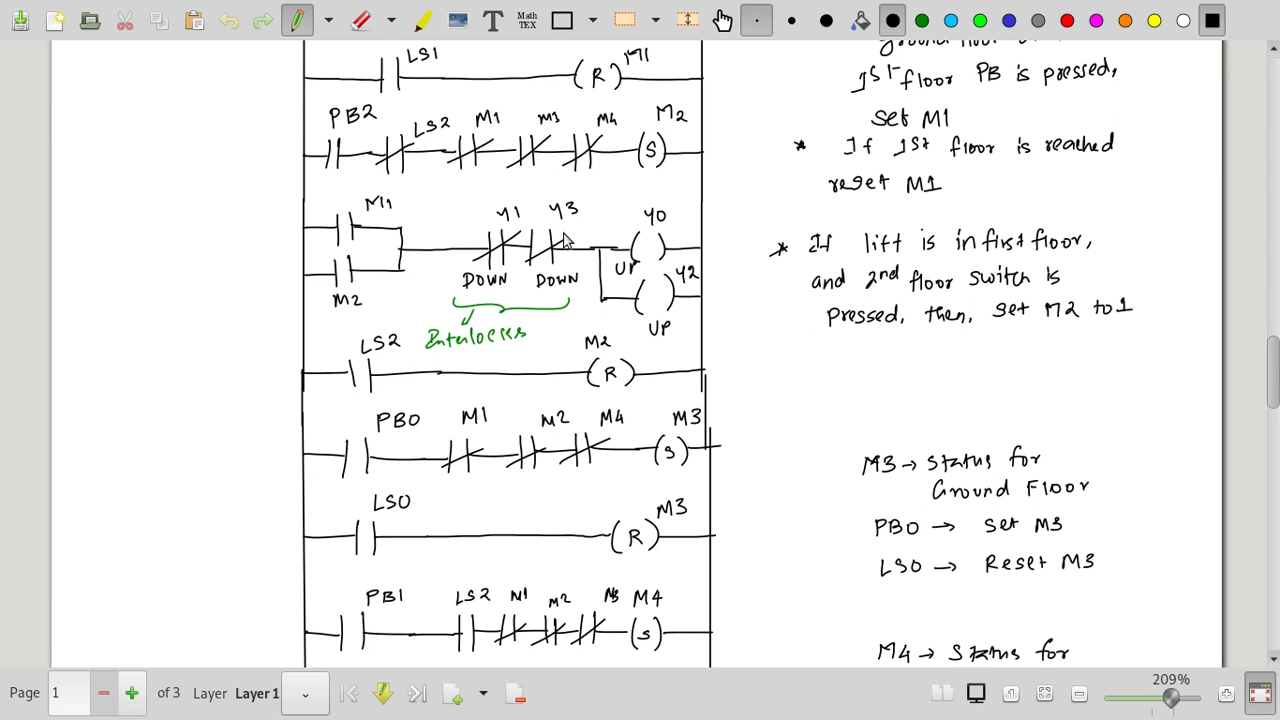 Math
TEX
LS1
M1
R
PB2
LS2
M1
M3
M4
M2
S
M1
M2
Y1
Y3
Y0
DOWN
DOWN
UP
Y2
UP
Interlocks
LS2
M2
R
PB0
M1
M2
M4
M3
S
LS0
M3
R
PB1
LS2
M1
M2
M3
M4
S
1st floor PB is pressed,
Set M1
* If 1st floor is reached
reset M1
* If lift is in first floor,
and 2nd floor switch is
pressed, then, set M2 to 1
M3 → Status for
Ground Floor
PB0 → Set M3
LS0 → Reset M3
M4 → Status for
Page 1 of 3 Layer Layer 1
209%